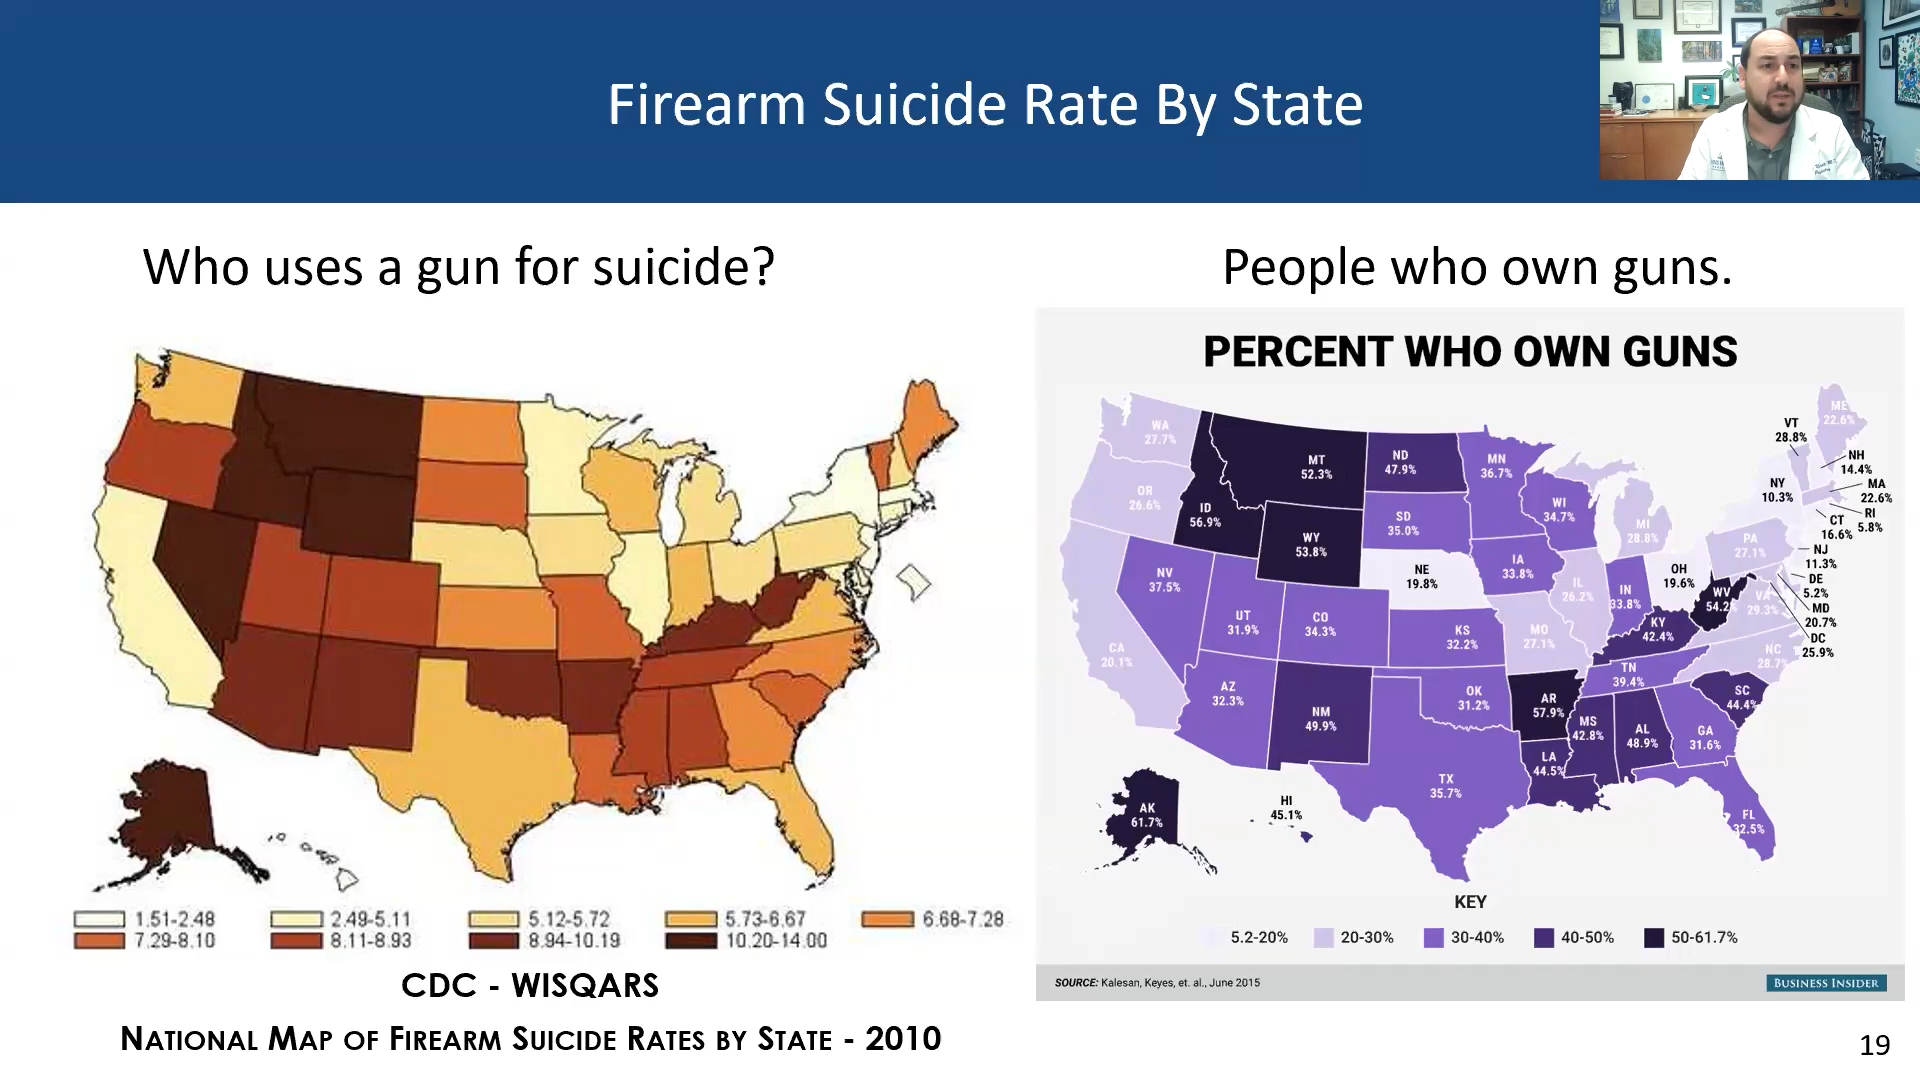 Firearm Suicide Rate By State
Who uses a gun for suicide?
People who own guns.
1.51-2.48
2.49-5.11
5.12-5.72
5.73-6.67
6.68-7.28
7.29-8.10
8.11-8.93
8.94-10.19
10.20-14.00
CDC - WISQARS
NATIONAL MAP OF FIREARM SUICIDE RATES BY STATE - 2010
PERCENT WHO OWN GUNS
WA
27.7%
OR
26.6%
CA
20.1%
ID
56.9%
MT
52.3%
WY
53.8%
NV
37.5%
UT
31.9%
CO
34.3%
AZ
32.3%
NM
49.9%
ND
47.9%
SD
35.0%
NE
19.8%
KS
32.2%
OK
31.2%
TX
35.7%
MN
36.7%
IA
33.8%
MO
27.1%
AR
57.9%
LA
44.5%
WI
34.7%
IL
26.2%
MI
28.8%
IN
33.8%
OH
19.6%
KY
42.4%
TN
39.4%
MS
42.8%
AL
48.9%
GA
31.6%
FL
32.5%
SC
44.4%
NC
28.7%
VA
29.3%
WV
54.2%
PA
27.1%
NY
10.3%
VT
28.8%
ME
22.6%
NH
14.4%
MA
22.6%
RI
5.8%
CT
16.6%
NJ
11.3%
DE
5.2%
MD
20.7%
DC
25.9%
AK
61.7%
HI
45.1%
KEY
5.2-20%
20-30%
30-40%
40-50%
50-61.7%
SOURCE: Kalesan, Keyes, et. al., June 2015
BUSINESS INSIDER
19